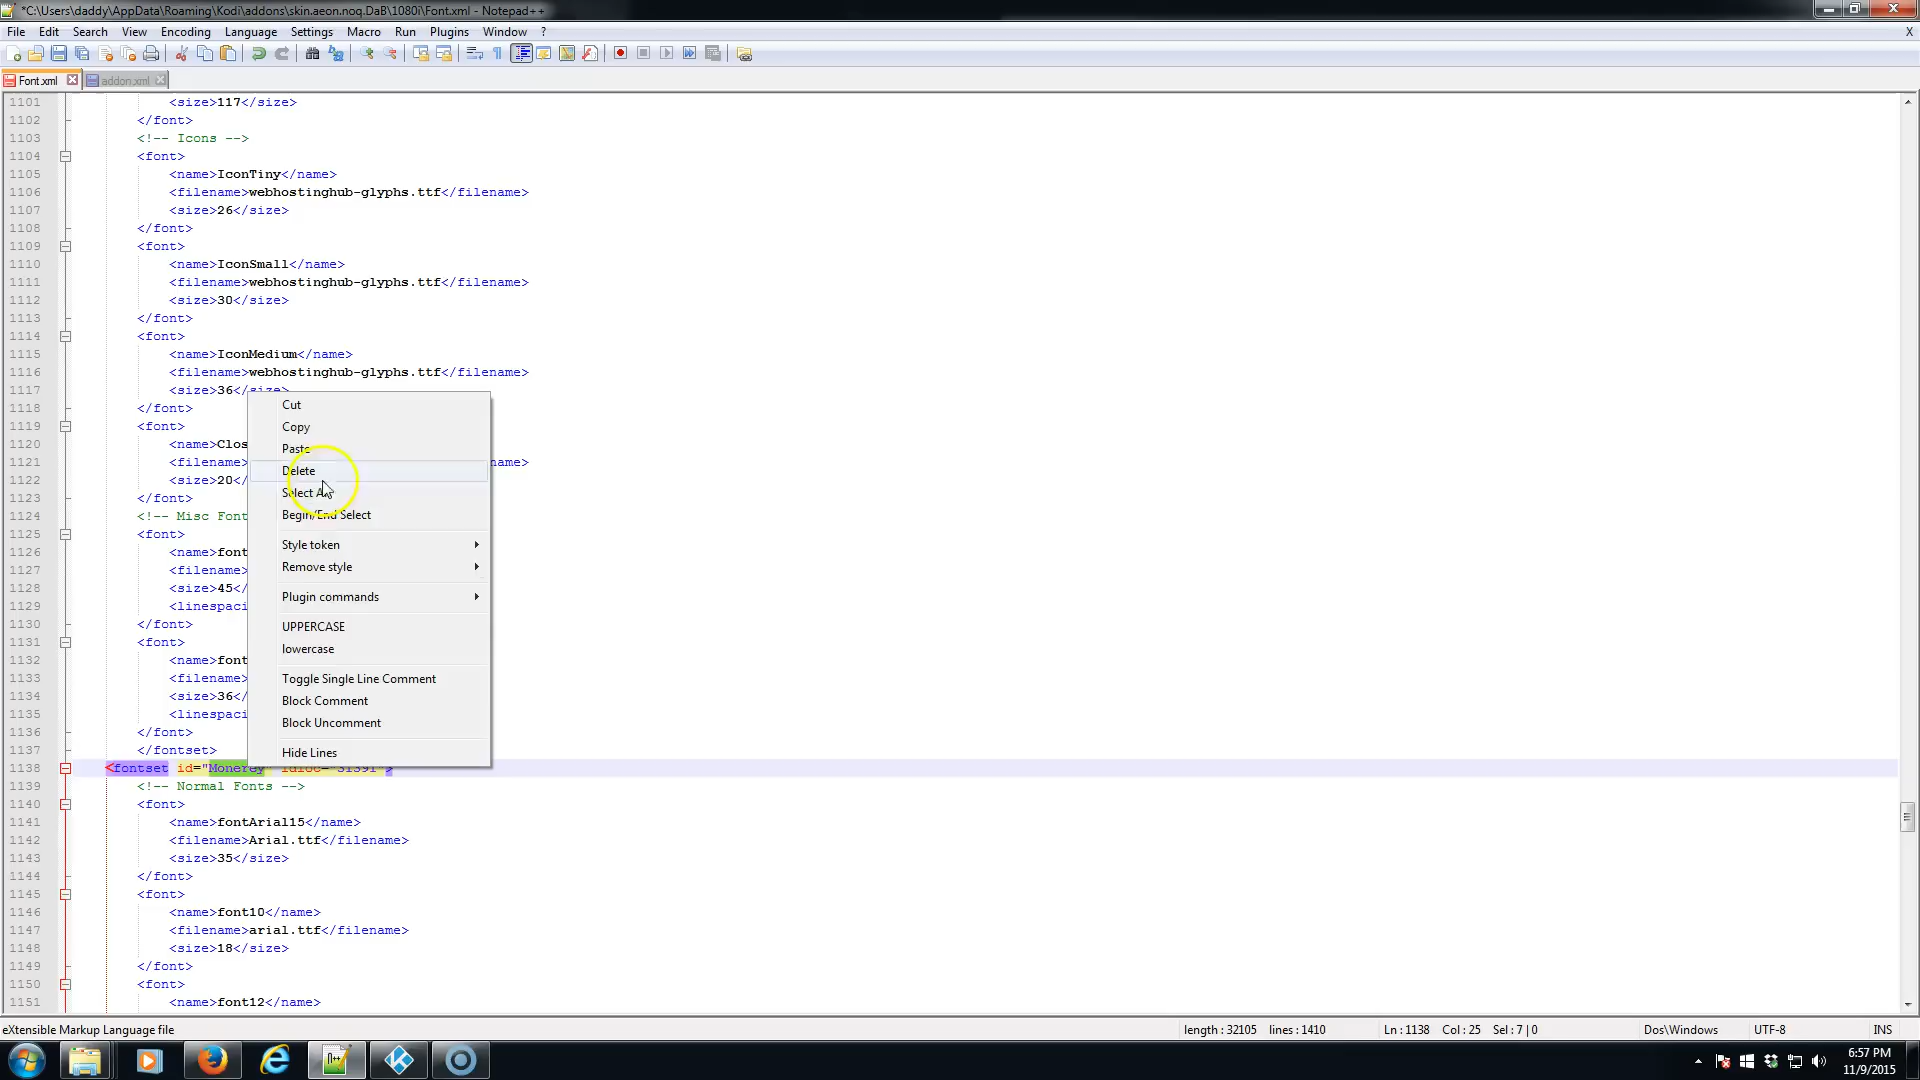 *C:\Users\daddy\AppData\Roaming\Kodi\addons\skin.aeon.noq.DaB\1080i\Font.xml - Notepad++
File Edit Search View Encoding Language Settings Macro Run Plugins Window ? X
Font.xml addon.xml
1101 <size>117</size>
1102 </font>
1103 <!-- Icons -->
1104 <font>
1105 <name>IconTiny</name>
1106 <filename>webhostinghub-glyphs.ttf</filename>
1107 <size>26</size>
1108 </font>
1109 <font>
1110 <name>IconSmall</name>
1111 <filename>webhostinghub-glyphs.ttf</filename>
1112 <size>30</size>
1113 </font>
1114 <font>
1115 <name>IconMedium</name>
1116 <filename>webhostinghub-glyphs.ttf</filename>
1117 <size>36</size>
1118 </font>
1119 <font>
1120 <name>Clos
1121 <filename> name>
1122 <size>20</
1123 </font>
1124 <!-- Misc Font
1125 <font>
1126 <name>font
1127 <filename>
1128 <size>45</
1129 <linespaci
1130 </font>
1131 <font>
1132 <name>font
1133 <filename>
1134 <size>36</
1135 <linespaci
1136 </font>
1137 </fontset>
1138 <fontset id="Monerey" idloc="31391">
1139 <!-- Normal Fonts -->
1140 <font>
1141 <name>fontArial15</name>
1142 <filename>Arial.ttf</filename>
1143 <size>35</size>
1144 </font>
1145 <font>
1146 <name>font10</name>
1147 <filename>arial.ttf</filename>
1148 <size>18</size>
1149 </font>
1150 <font>
1151 <name>font12</name>
Cut
Copy
Paste
Delete
Select All
Begin/End Select
Style token
Remove style
Plugin commands
UPPERCASE
lowercase
Toggle Single Line Comment
Block Comment
Block Uncomment
Hide Lines
eXtensible Markup Language file length : 32105 lines : 1410 Ln : 1138 Col : 25 Sel : 7 | 0 Dos\Windows UTF-8 INS
6:57 PM
11/9/2015